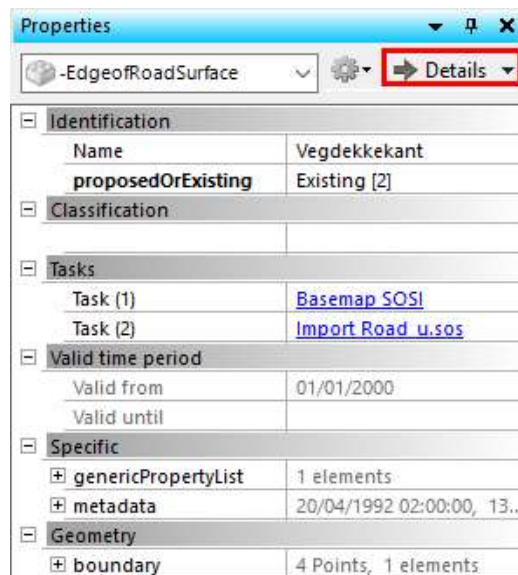 Properties
-EdgeofRoadSurface Details
Identification
Name Vegdekkekant
proposedOrExisting Existing [2]
Classification
Tasks
Task (1) Basemap SOSI
Task (2) Import Road_u.sos
Valid time period
Valid from 01/01/2000
Valid until
Specific
genericPropertyList 1 elements
metadata 20/04/1992 02:00:00, 13..
Geometry
boundary 4 Points, 1 elements